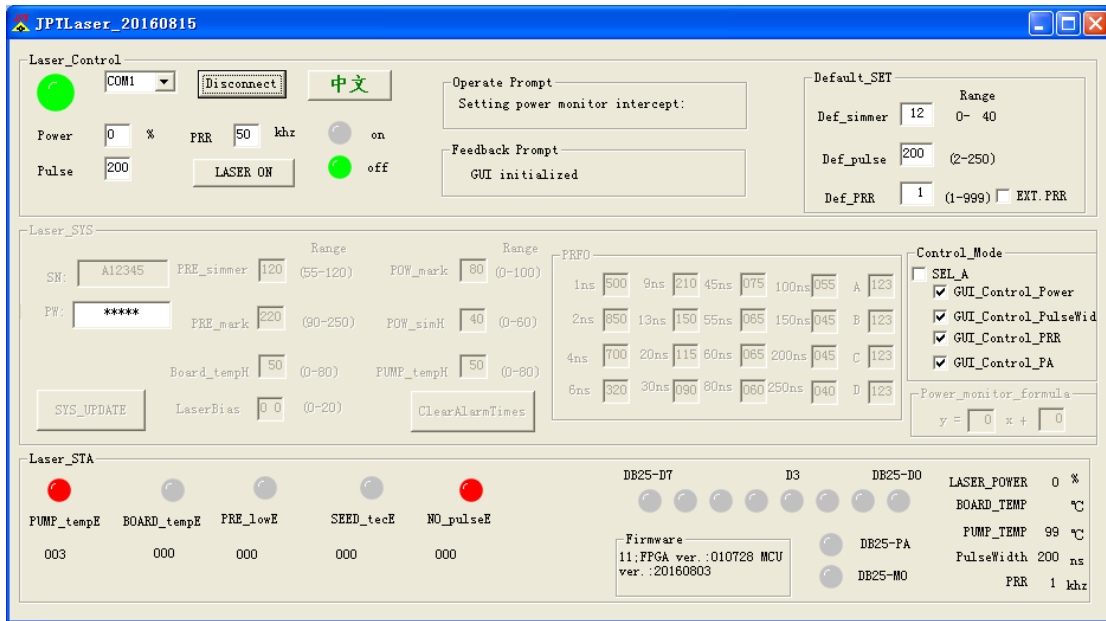 JPTLaser_20160815
Laser_Control
COM1 Disconnect 中文
Power 0 % PRR 50 khz on
Pulse 200 LASER ON off
Operate Prompt
Setting power monitor intercept:
Feedback Prompt
GUI initialized
Default_SET
Range
Def_simmer 12 0- 40
Def_pulse 200 (2-250)
Def_PRR 1 (1-999) EXT.PRR
Laser_SYS
Range Range
SN: A12345 PRE_simmer 120 (55-120) POW_mark 80 (0-100)
PW: ***** PRE_mark 220 (90-250) POW_simH 40 (0-60)
Board_tempH 50 (0-80) PUMP_tempH 50 (0-80)
SYS_UPDATE LaserBias 0 0 (0-20) ClearAlarmTimes
PRFO
1ns 500 9ns 210 45ns 075 100ns 055 A 123
2ns 850 13ns 150 55ns 065 150ns 045 B 123
4ns 700 20ns 115 60ns 065 200ns 045 C 123
6ns 320 30ns 090 80ns 060 250ns 040 D 123
Control_Mode
SEL_A
GUI_Control_Power
GUI_Control_PulseWid
GUI_Control_PRR
GUI_Control_PA
Power_monitor_formula
y = 0 x + 0
Laser_STA
PUMP_tempE BOARD_tempE PRE_lowE SEED_tecE NO_pulseE
003 000 000 000 000
DB25-D7 D3 DB25-D0
Firmware
11;FPGA ver.:010728 MCU
ver.:20160803
DB25-PA
DB25-MO
LASER_POWER 0 %
BOARD_TEMP ℃
PUMP_TEMP 99 ℃
PulseWidth 200 ns
PRR 1 khz